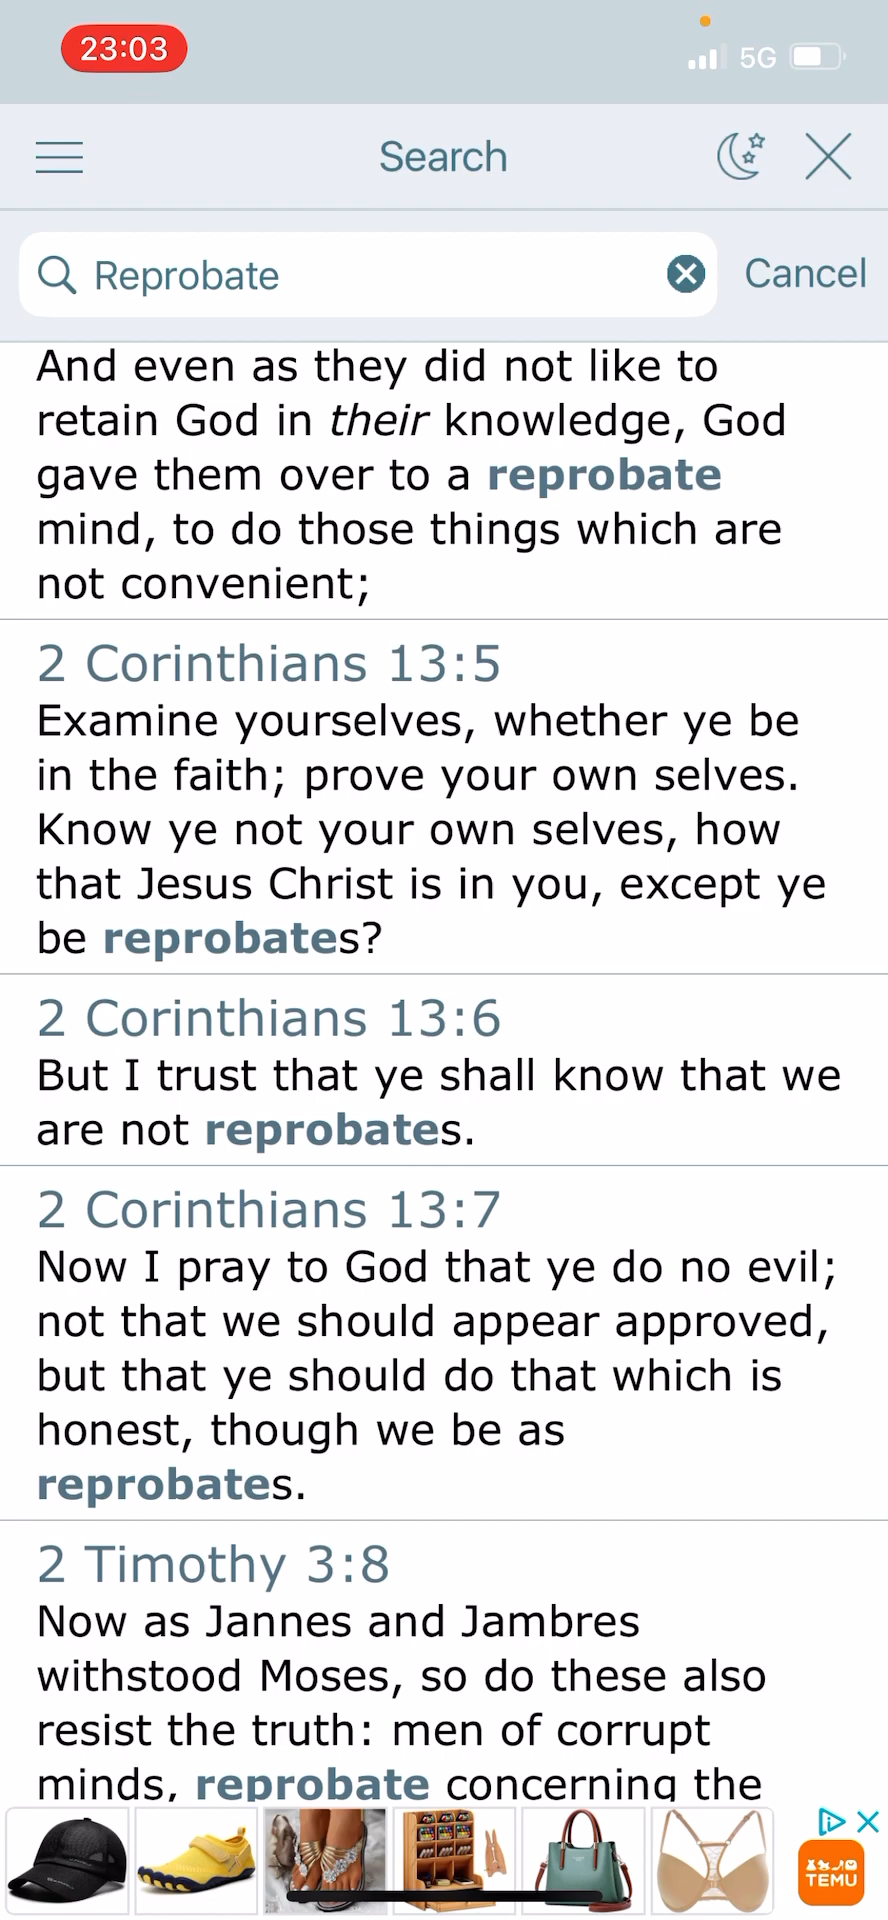 23:03
5G
Search
Reprobate
Cancel
And even as they did not like to
retain God in their knowledge, God
gave them over to a reprobate
mind, to do those things which are
not convenient;
2 Corinthians 13:5
Examine yourselves, whether ye be
in the faith; prove your own selves.
Know ye not your own selves, how
that Jesus Christ is in you, except ye
be reprobates?
2 Corinthians 13:6
But I trust that ye shall know that we
are not reprobates.
2 Corinthians 13:7
Now I pray to God that ye do no evil;
not that we should appear approved,
but that ye should do that which is
honest, though we be as
reprobates.
2 Timothy 3:8
Now as Jannes and Jambres
withstood Moses, so do these also
resist the truth: men of corrupt
minds, reprobate concerning the
TEMU